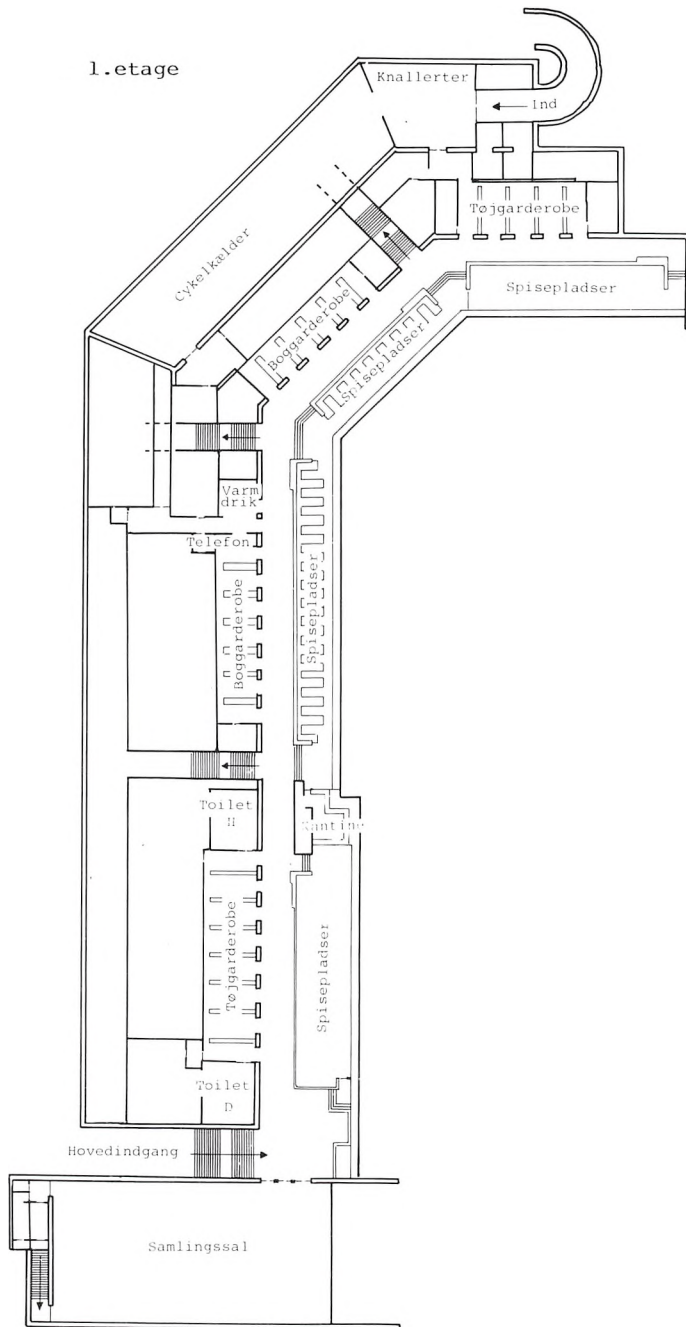 1.etage
Knallerter
Ind
Tøjgarderobe
Spisepladser
Cykelkælder
Boggarderobe
Spisepladser
Varm
drik
Telefon
Boggarderobe
Spisepladser
Toilet
H
Kantine
Tøjgarderobe
Spisepladser
Toilet
D
Hovedindgang
Samlingssal